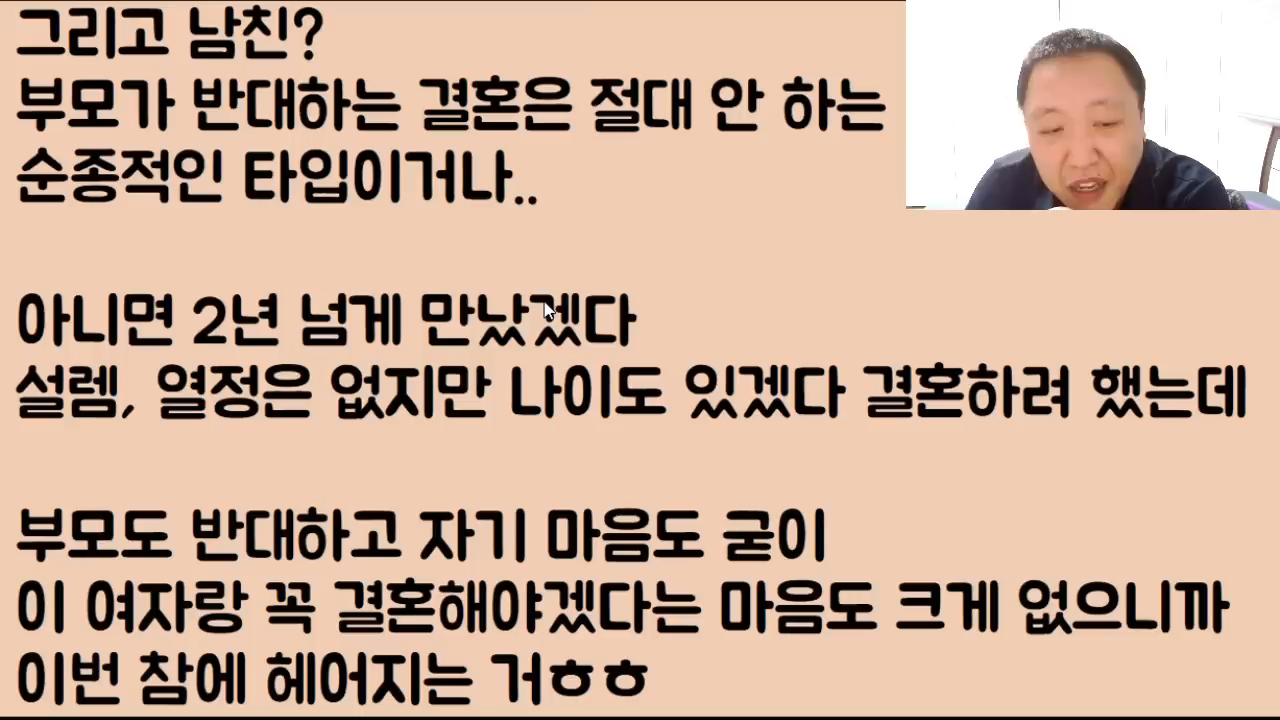 그리고 남친?
부모가 반대하는 결혼은 절대 안 하는
순종적인 타입이거나..
아니면 2년 넘게 만났겠다
설렘, 열정은 없지만 나이도 있겠다 결혼하려 했는데
부모도 반대하고 자기 마음도 굳이
이 여자랑 꼭 결혼해야겠다는 마음도 크게 없으니까
이번 참에 헤어지는 거ㅎㅎ